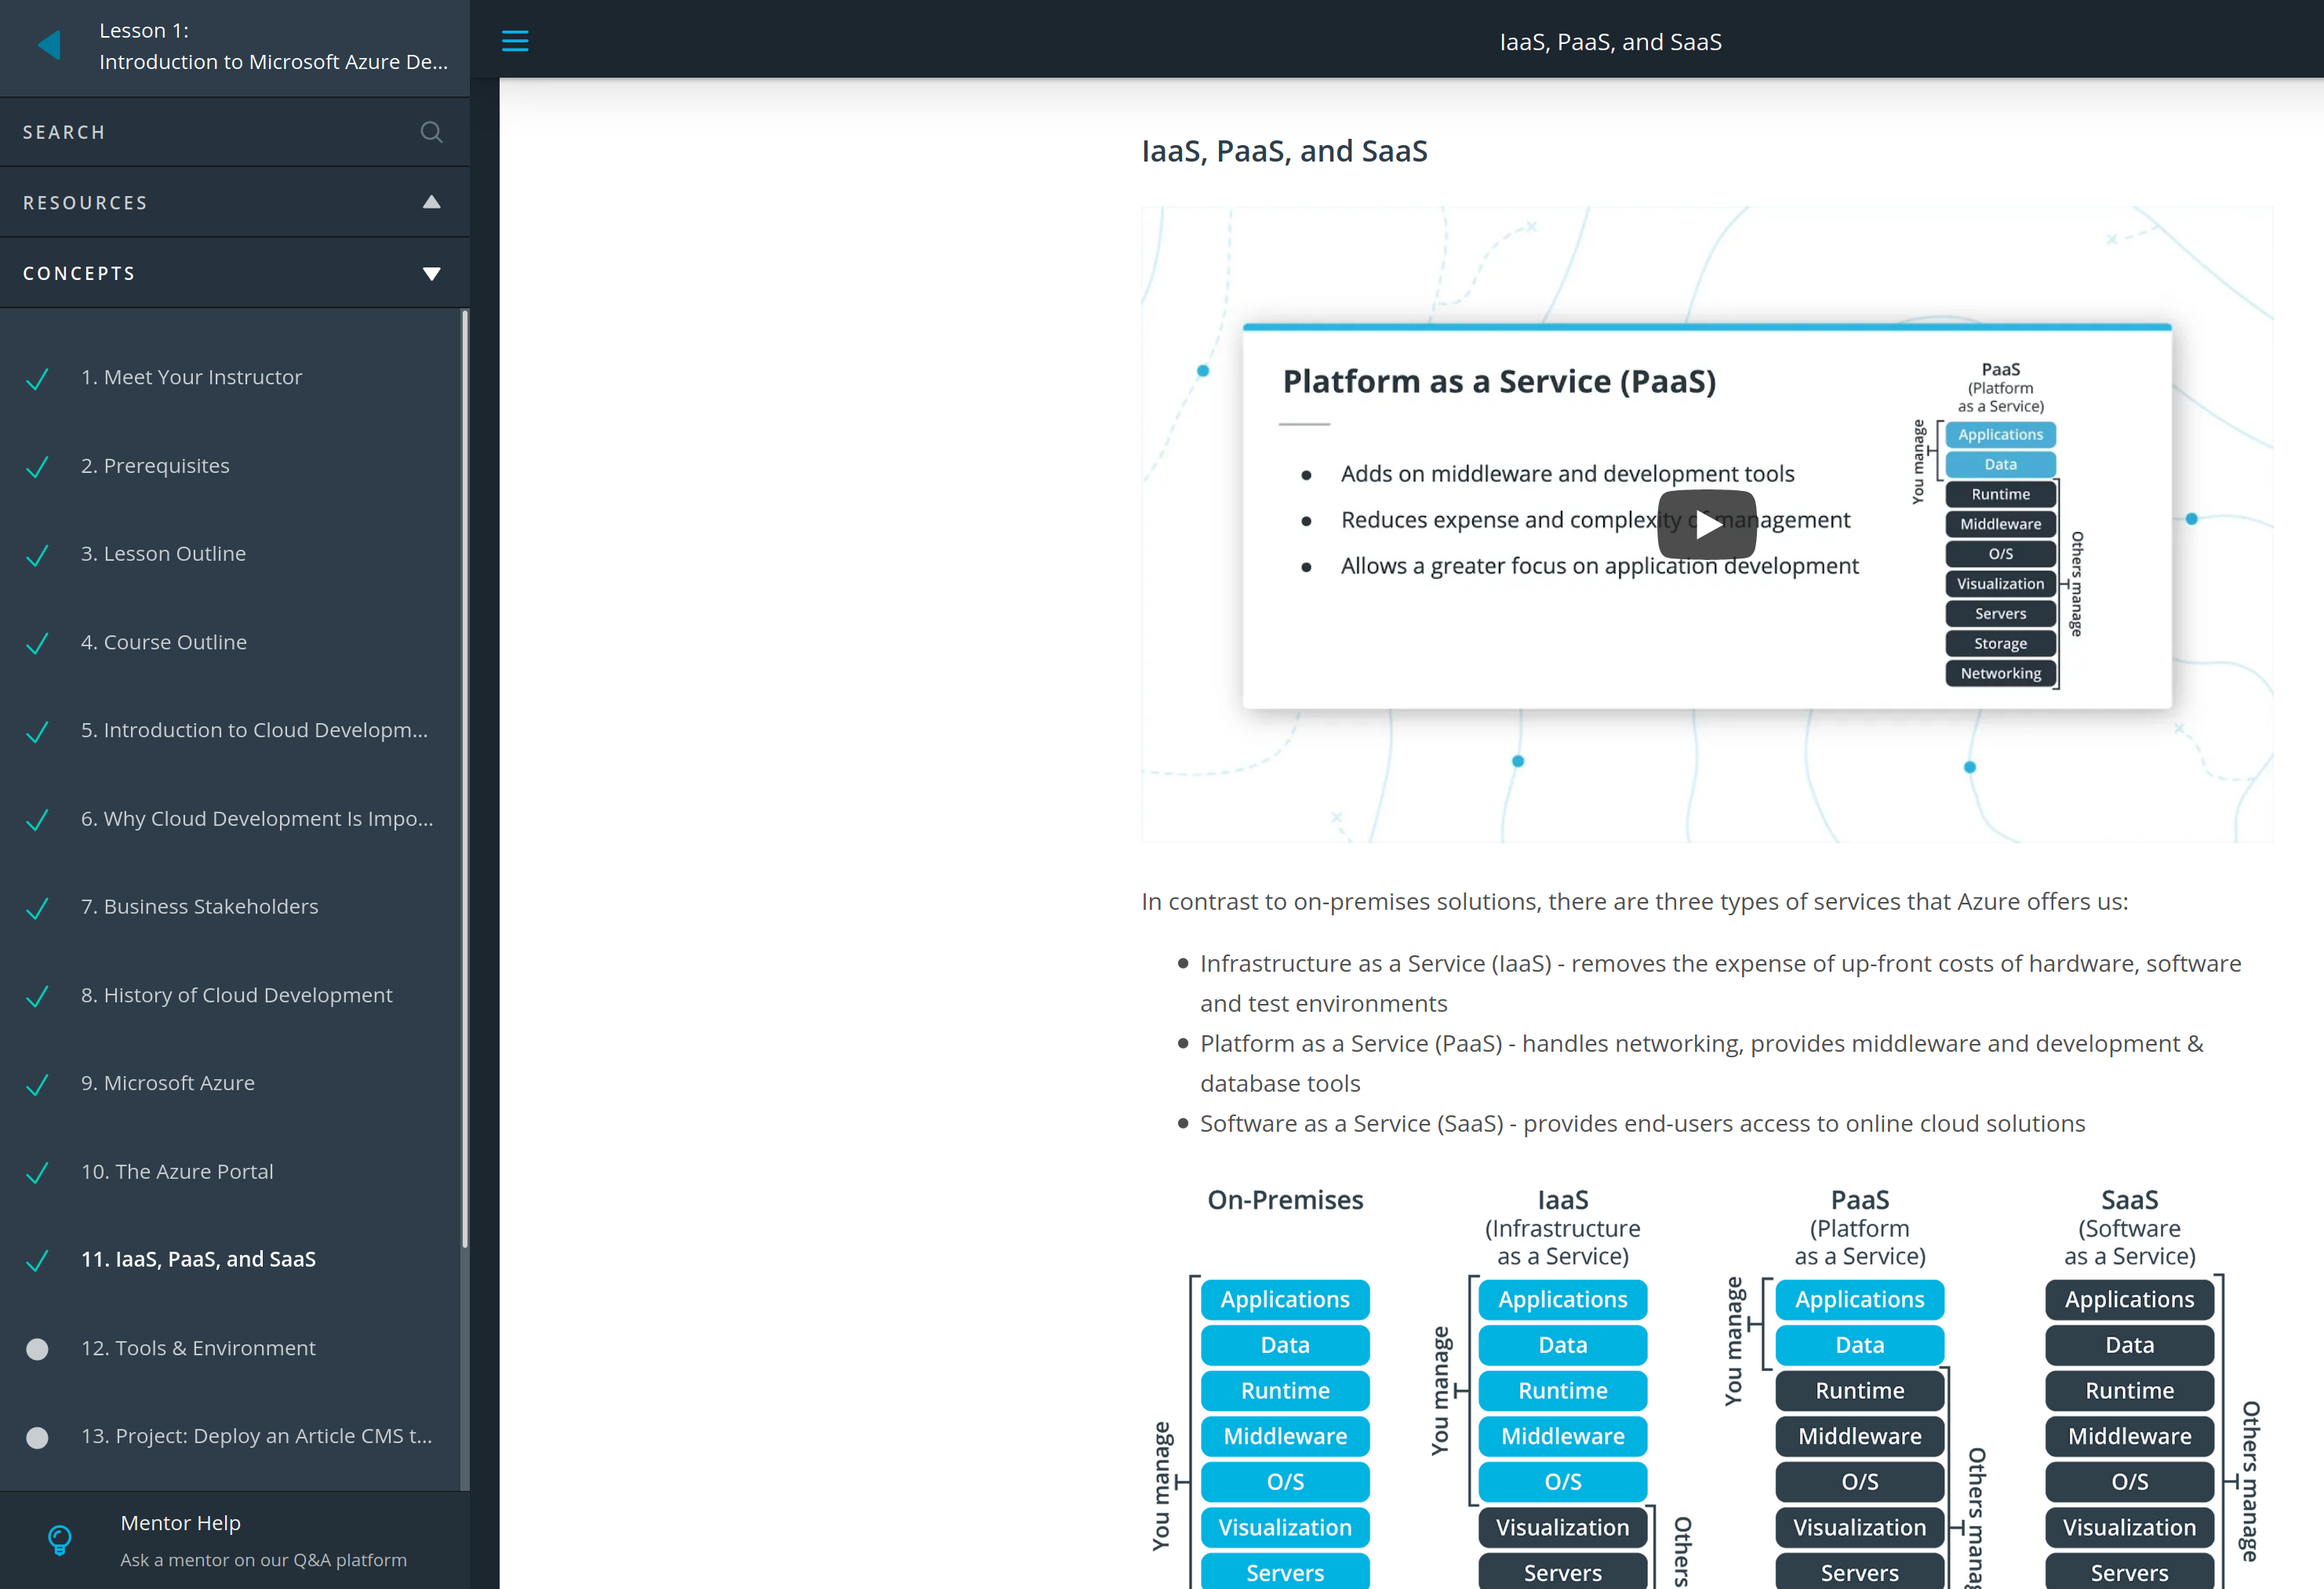 Lesson 1:
Introduction to Microsoft Azure De...
SEARCH
RESOURCES
CONCEPTS
1. Meet Your Instructor
2. Prerequisites
3. Lesson Outline
4. Course Outline
5. Introduction to Cloud Developm...
6. Why Cloud Development Is Impo...
7. Business Stakeholders
8. History of Cloud Development
9. Microsoft Azure
10. The Azure Portal
11. IaaS, PaaS, and SaaS
12. Tools & Environment
13. Project: Deploy an Article CMS t...
Mentor Help
Ask a mentor on our Q&A platform
IaaS, PaaS, and SaaS
IaaS, PaaS, and SaaS
Platform as a Service (PaaS)
Adds on middleware and development tools
Reduces expense and complexity of management
Allows a greater focus on application development
PaaS
(Platform
as a Service)
You manage
Applications
Data
Runtime
Middleware
O/S
Visualization
Servers
Storage
Networking
Others manage
In contrast to on-premises solutions, there are three types of services that Azure offers us:
Infrastructure as a Service (IaaS) - removes the expense of up-front costs of hardware, software
and test environments
Platform as a Service (PaaS) - handles networking, provides middleware and development &
database tools
Software as a Service (SaaS) - provides end-users access to online cloud solutions
On-Premises
You manage
Applications
Data
Runtime
Middleware
O/S
Visualization
Servers
IaaS
(Infrastructure
as a Service)
You manage
Applications
Data
Runtime
Middleware
O/S
Visualization
Servers
Others
PaaS
(Platform
as a Service)
You manage
Applications
Data
Runtime
Middleware
O/S
Visualization
Servers
Others manag
SaaS
(Software
as a Service)
Applications
Data
Runtime
Middleware
O/S
Visualization
Servers
Others manage